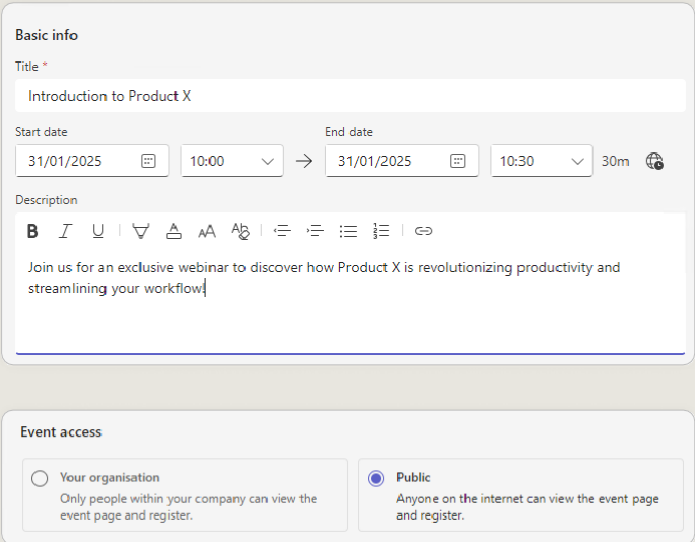 Basic info
Title *
Introduction to Product X
Start date
End date
31/01/2025 10:00 → 31/01/2025 10:30 30m
Description
B I U
Join us for an exclusive webinar to discover how Product X is revolutionizing productivity and
streamlining your workflow!
Event access
Your organisation
Only people within your company can view the
event page and register.
Public
Anyone on the internet can view the event page
and register.